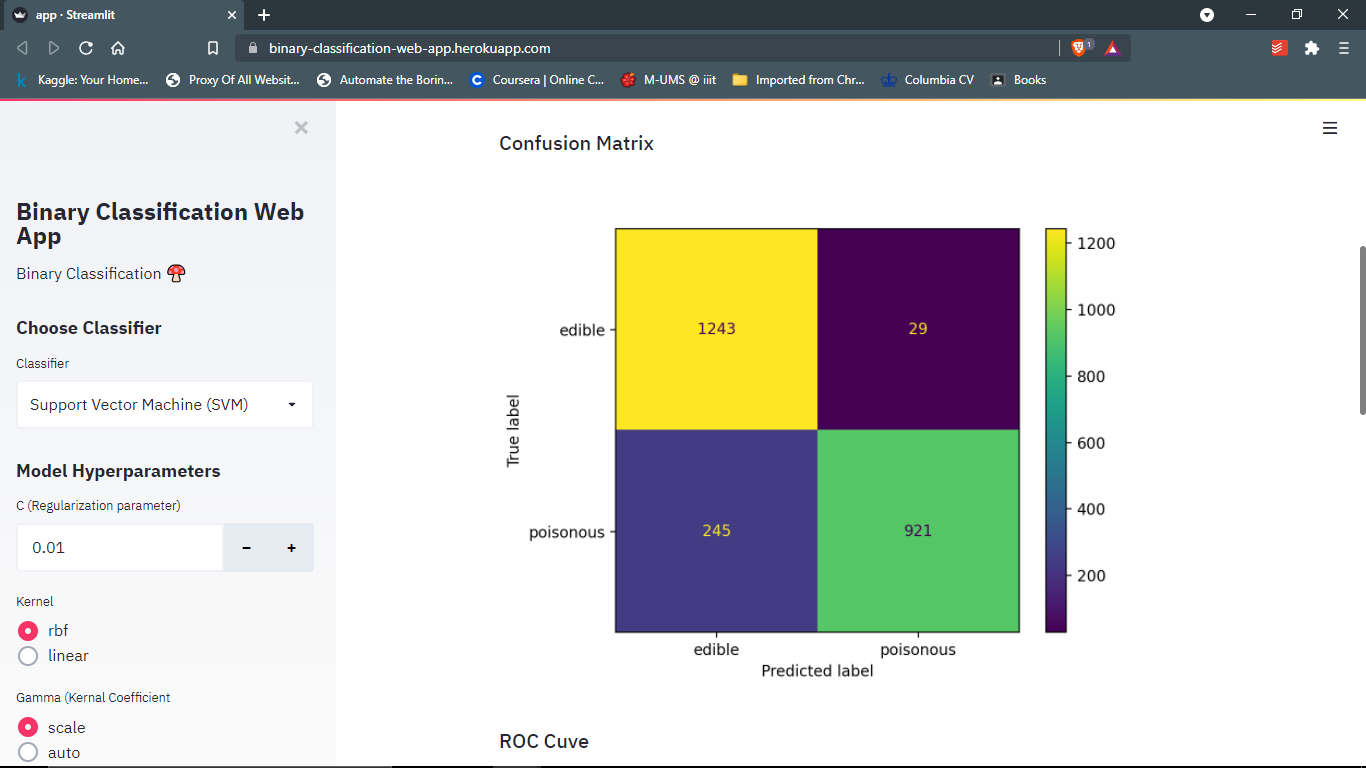 app · Streamlit
binary-classification-web-app.herokuapp.com
1
Kaggle: Your Home...
Proxy Of All Websit...
Automate the Borin...
Coursera | Online C...
M-UMS @ iiit
Imported from Chr...
Columbia CV
Books
Binary Classification Web
App
Binary Classification
Choose Classifier
Classifier
Support Vector Machine (SVM)
Model Hyperparameters
C (Regularization parameter)
0.01
Kernel
rbf
linear
Gamma (Kernal Coefficient
scale
auto
Confusion Matrix
True label
edible
1243
29
poisonous
245
921
edible
poisonous
Predicted label
1200
1000
800
600
400
200
ROC Cuve